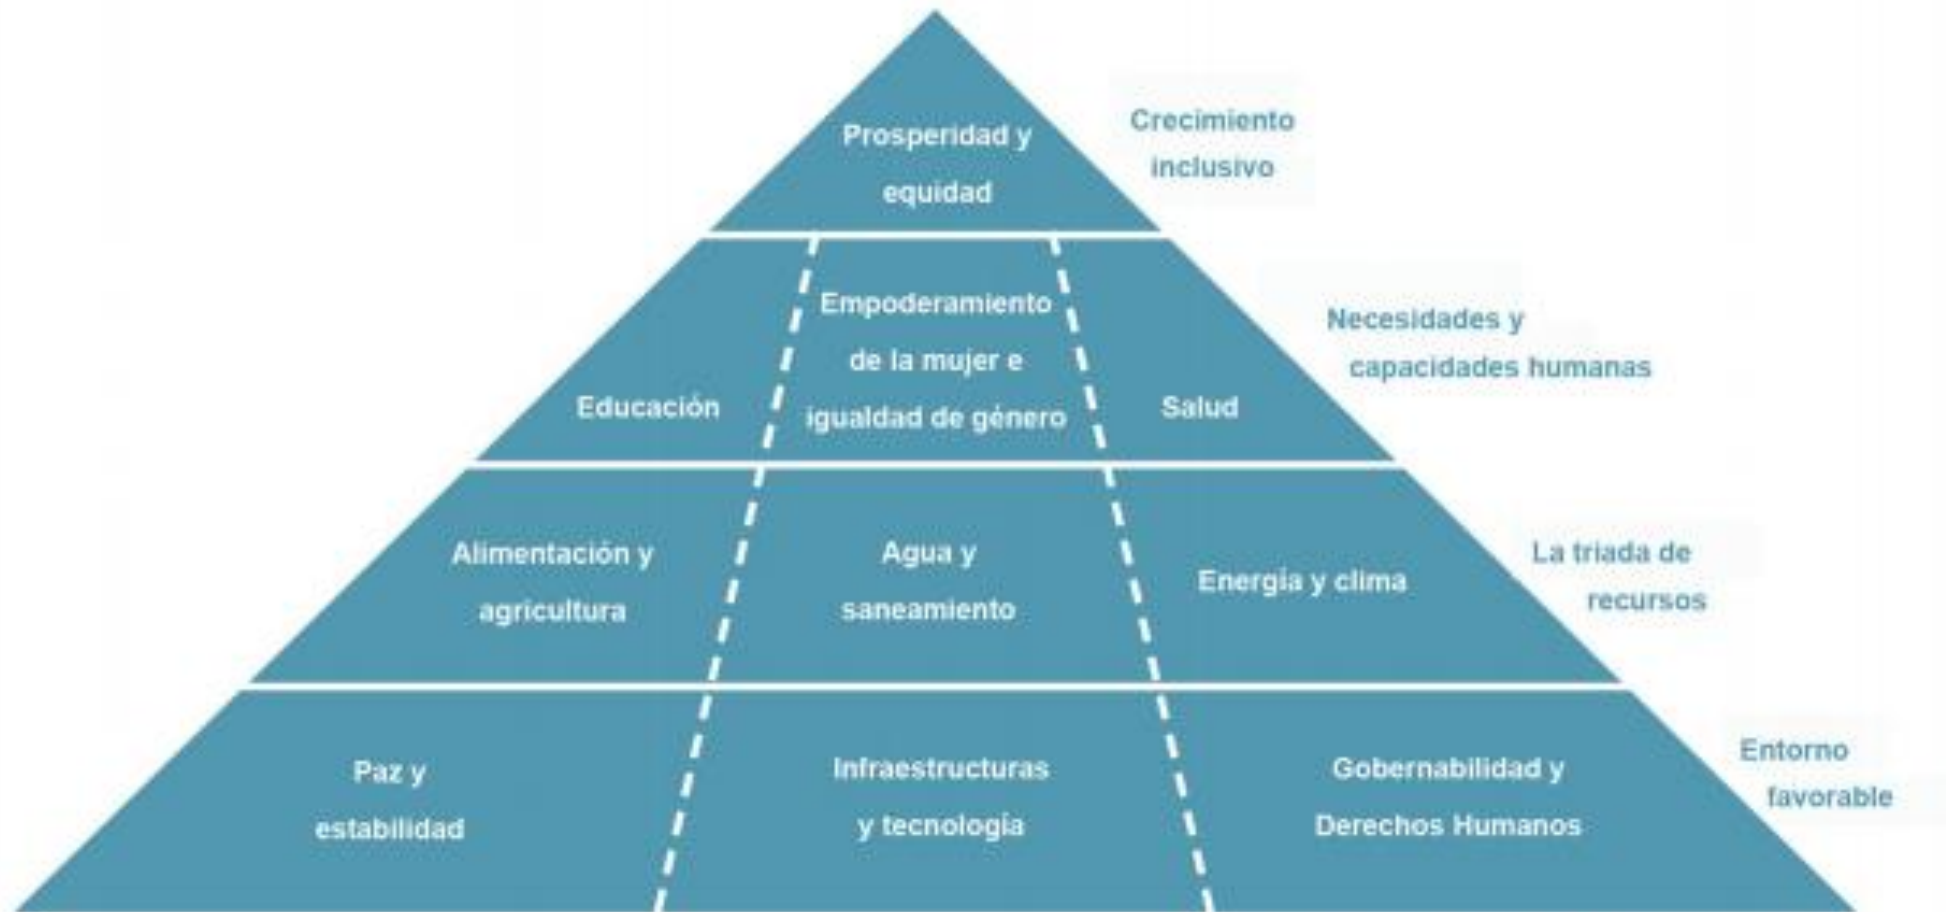 Prosperidad y
equidad
Crecimiento
inclusivo
Educación
Empoderamiento
de la mujer e
igualdad de género
Salud
Necesidades y
capacidades humanas
Alimentación y
agricultura
Agua y
saneamiento
Energía y clima
La triada de
recursos
Paz y
estabilidad
Infraestructuras
y tecnología
Gobernabilidad y
Derechos Humanos
Entorno
favorable